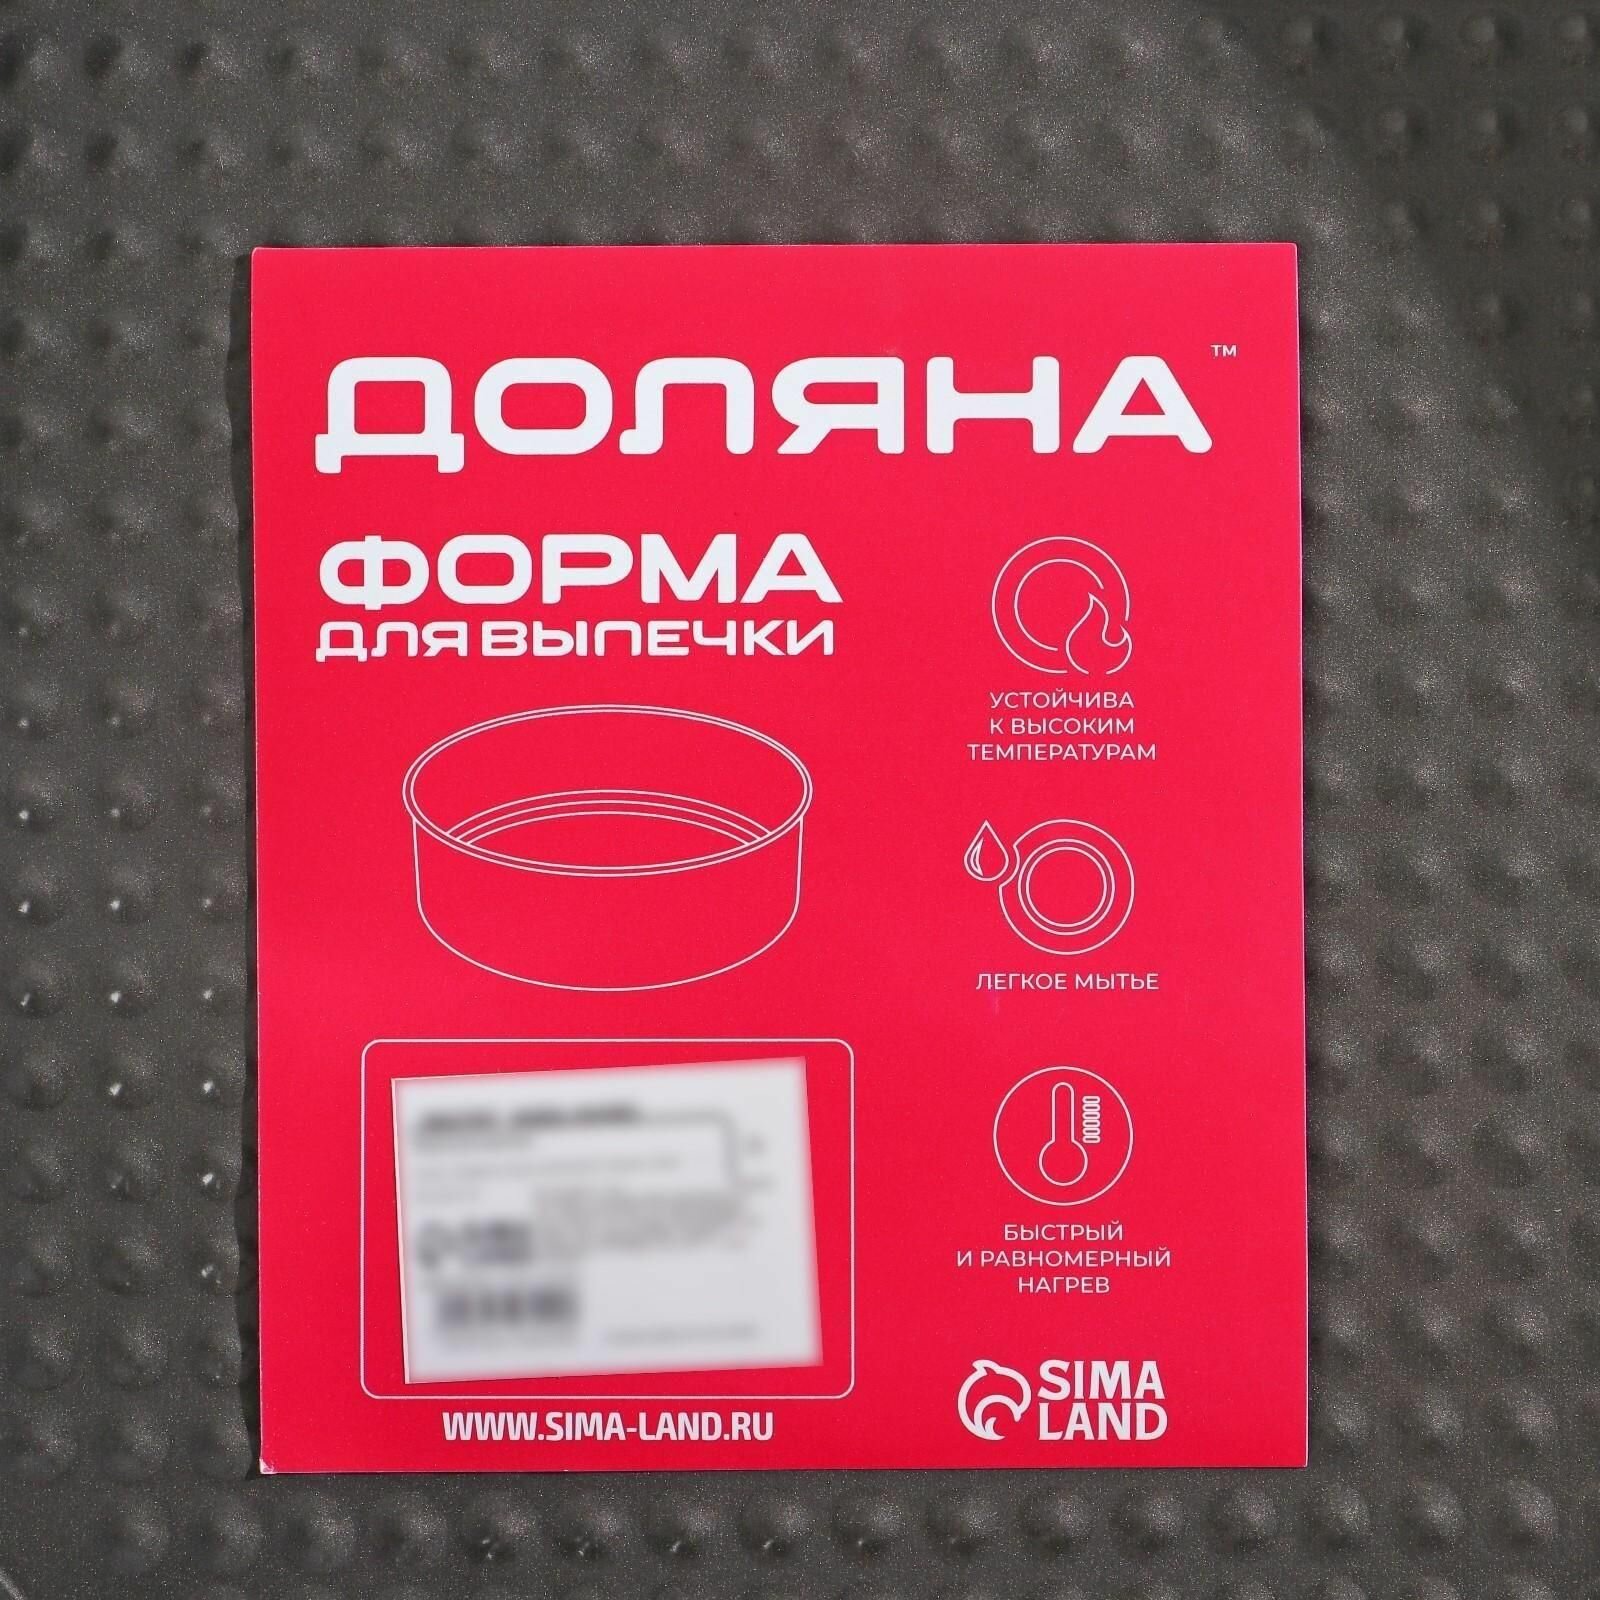 ДОЛЯНА™
ФОРМА
ДЛЯ ВЫПЕЧКИ
УСТОЙЧИВА
К ВЫСОКИМ
ТЕМПЕРАТУРАМ
ЛЕГКОЕ МЫТЬЕ
БЫСТРЫЙ
И РАВНОМЕРНЫЙ
НАГРЕВ
WWW.SIMA-LAND.RU
SIMA
LAND